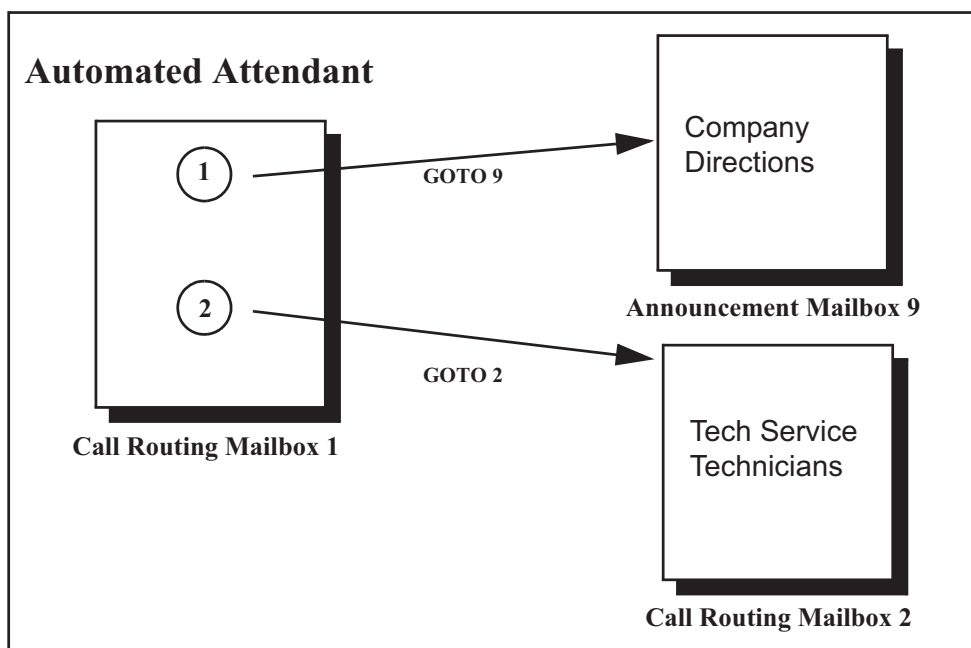 Automated Attendant
1
GOTO 9
Company
Directions
Announcement Mailbox 9
2
GOTO 2
Call Routing Mailbox 1
Tech Service
Technicians
Call Routing Mailbox 2